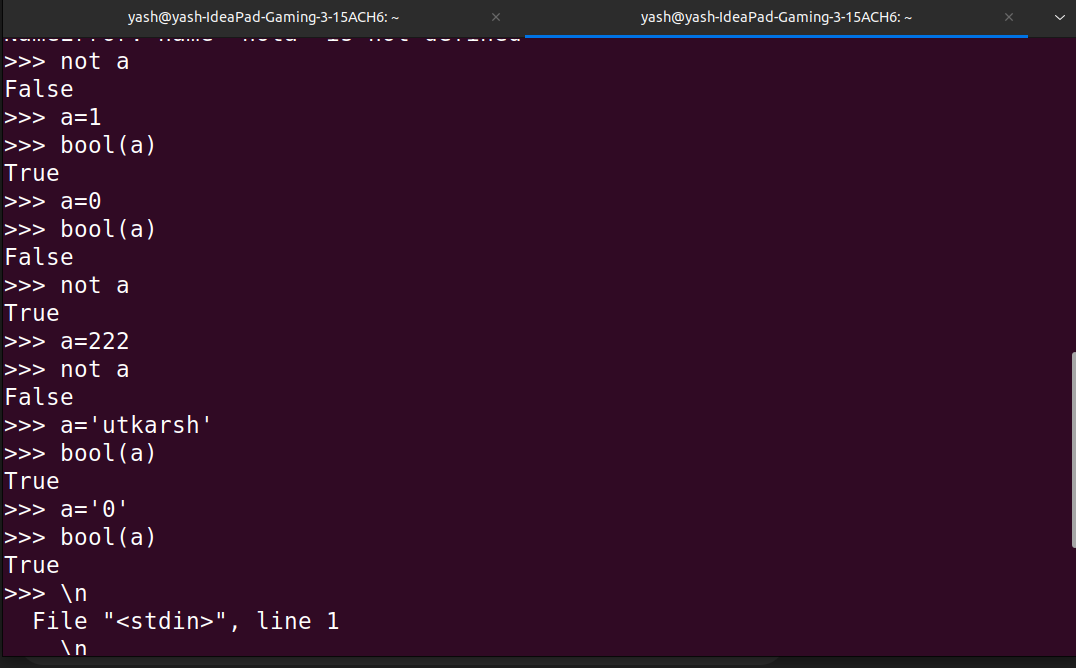 yash@yash-IdeaPad-Gaming-3-15ACH6: ~
yash@yash-IdeaPad-Gaming-3-15ACH6: ~
>>> not a
False
>>> a=1
>>> bool(a)
True
>>> a=0
>>> bool(a)
False
>>> not a
True
>>> a=222
>>> not a
False
>>> a='utkarsh'
>>> bool(a)
True
>>> a='0'
>>> bool(a)
True
>>> \n
  File "<stdin>", line 1
    \n